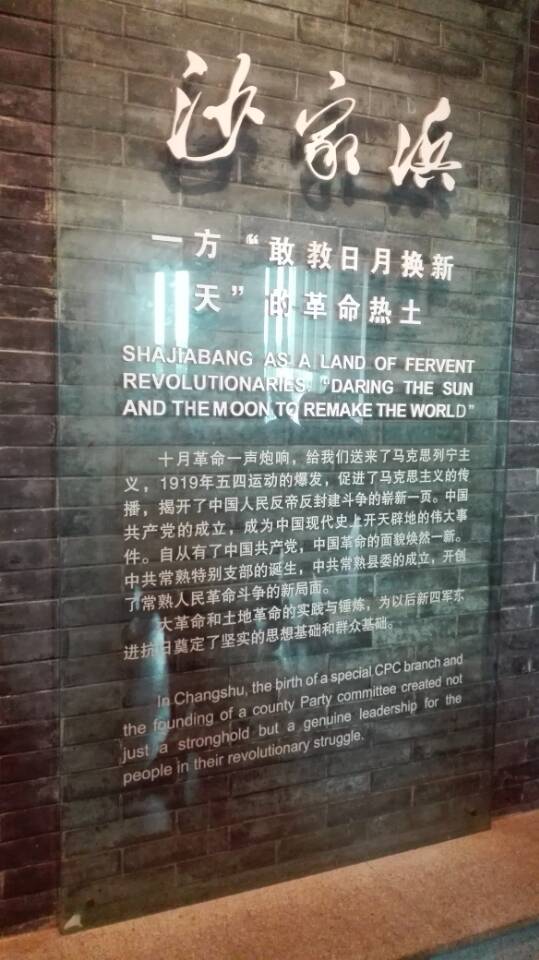 沙家浜
一方“敢教日月换新
天”的革命热土
SHAJIABANG AS A LAND OF FERVENT
REVOLUTIONARIES, "DARING THE SUN
AND THE MOON TO REMAKE THE WORLD"
十月革命一声炮响，给我们送来了马克思列宁主
义，1919年五四运动的爆发，促进了马克思主义的传
播，揭开了中国人民反帝反封建斗争的崭新一页。中国
共产党的成立，成为中国现代史上开天辟地的伟大事
件。自从有了中国共产党，中国革命的面貌焕然一新。
中共常熟特别支部的诞生，中共常熟县委的成立，开创
了常熟人民革命斗争的新局面。
大革命和土地革命的实践与锤炼，为以后新四军东
进抗日奠定了坚实的思想基础和群众基础。
In Changshu, the birth of a special CPC branch and
the founding of a county Party committee created not
just a stronghold but a genuine leadership for the
people in their revolutionary struggle.